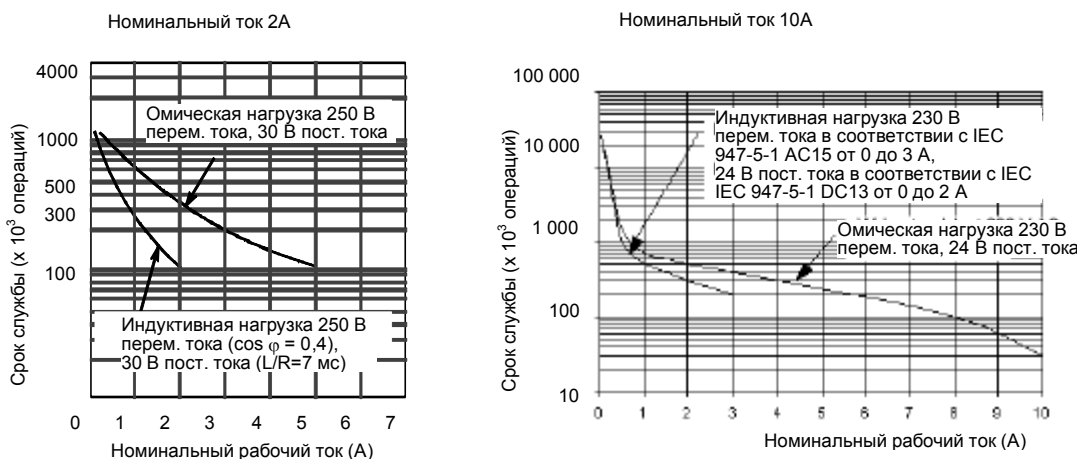 Номинальный ток 2А
4000
1000
500
300
100
Срок службы (x 10³ операций)
Омическая нагрузка 250 В
перем. тока, 30 В пост. тока
Индуктивная нагрузка 250 В
перем. тока (cos φ = 0,4),
30 В пост. тока (L/R=7 мс)
0 1 2 3 4 5 6 7
Номинальный рабочий ток (А)
Номинальный ток 10А
100 000
10 000
1 000
100
10
Срок службы (x 10³ операций)
Индуктивная нагрузка 230 В
перем. тока в соответствии с IEC
947-5-1 AC15 от 0 до 3 А,
24 В пост. тока в соответствии с IEC
IEC 947-5-1 DC13 от 0 до 2 А
Омическая нагрузка 230 В
перем. тока, 24 В пост. тока
0 1 2 3 4 5 6 7 8 9 10
Номинальный рабочий ток (А)